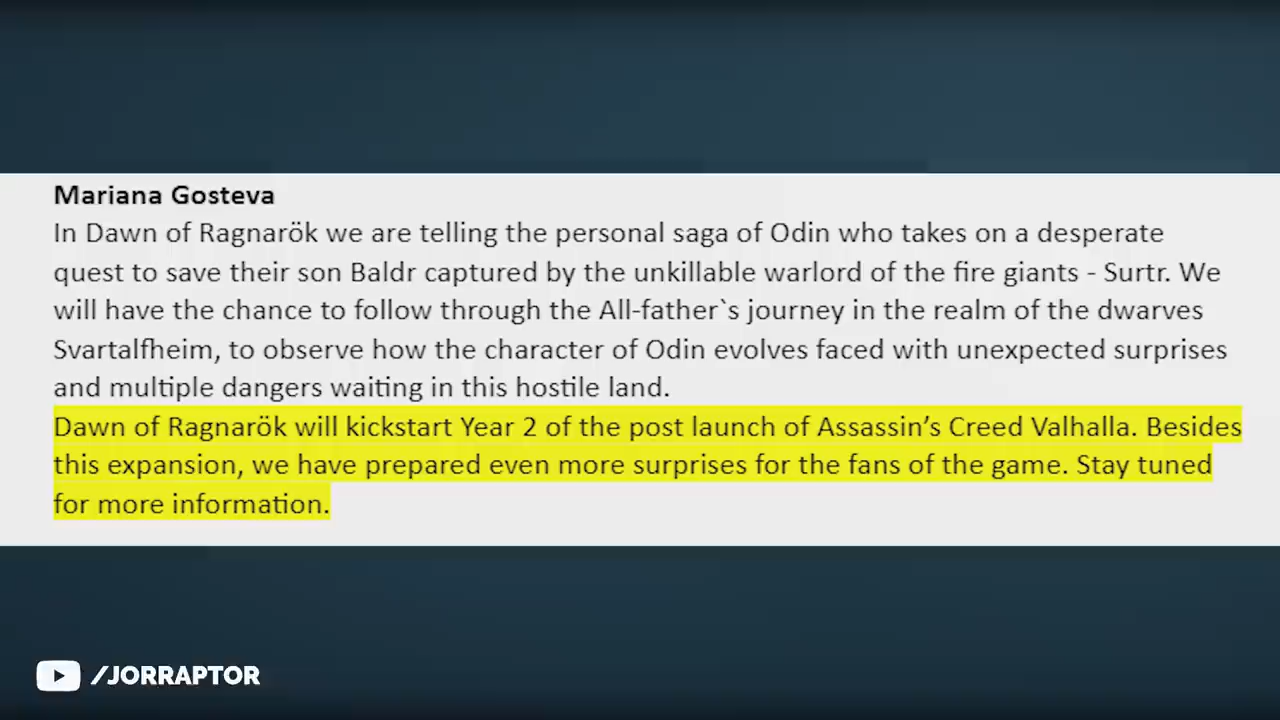 Mariana Gosteva
In Dawn of Ragnarök we are telling the personal saga of Odin who takes on a desperate
quest to save their son Baldr captured by the unkillable warlord of the fire giants - Surtr. We
will have the chance to follow through the All-father`s journey in the realm of the dwarves
Svartalfheim, to observe how the character of Odin evolves faced with unexpected surprises
and multiple dangers waiting in this hostile land.
Dawn of Ragnarök will kickstart Year 2 of the post launch of Assassin’s Creed Valhalla. Besides
this expansion, we have prepared even more surprises for the fans of the game. Stay tuned
for more information.
/JORRAPTOR